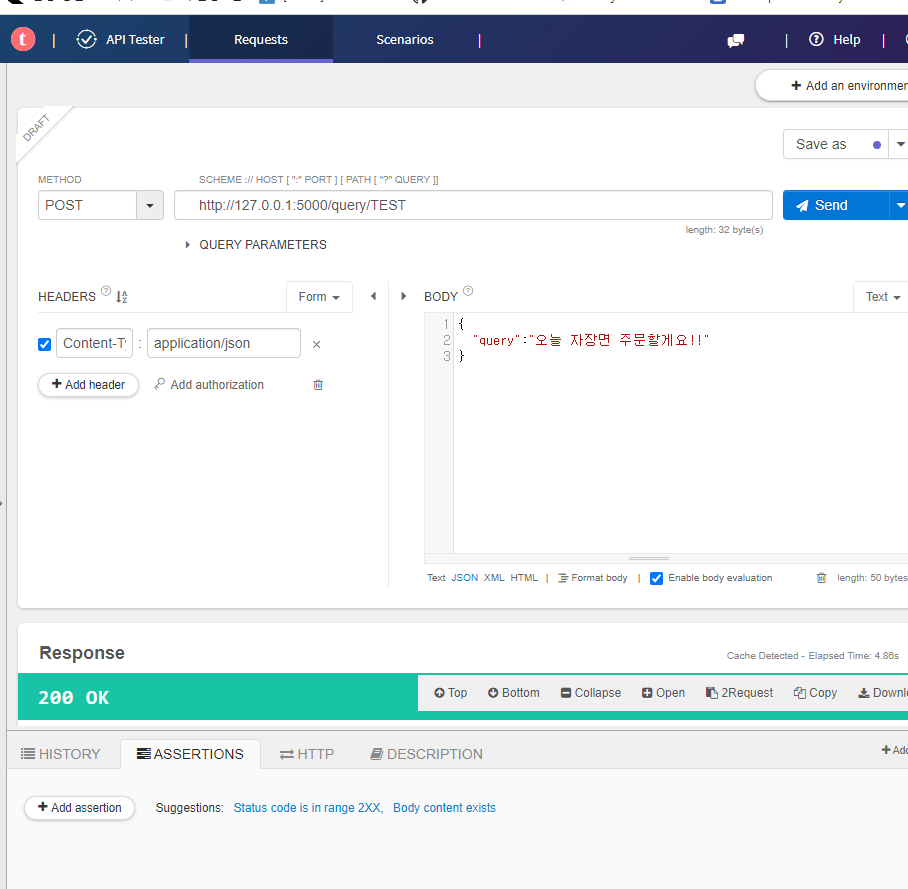 t | API Tester | Requests Scenarios | | Help |
+ Add an environmen
DRAFT
Save as
METHOD SCHEME :// HOST [ ":" PORT ] [ PATH [ "?" QUERY ]]
POST http://127.0.0.1:5000/query/TEST Send
length: 32 byte(s)
QUERY PARAMETERS
HEADERS ? Form BODY ? Text
1 {
Content-Ty : application/json ×
2 "query":"오늘 자장면 주문할게요!!"
3 }
+ Add header Add authorization
Text JSON XML HTML | Format body | Enable body evaluation length: 50 bytes
Response
Cache Detected - Elapsed Time: 4.86s
200 OK Top Bottom Collapse Open 2Request Copy Downl
HISTORY ASSERTIONS HTTP DESCRIPTION + Add
+ Add assertion Suggestions: Status code is in range 2XX, Body content exists